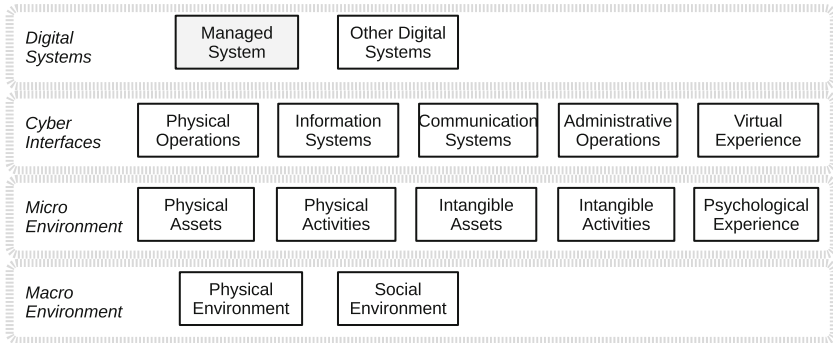 Digital
Systems
Managed
System
Other Digital
Systems
Cyber
Interfaces
Physical
Operations
Information
Systems
Communication
Systems
Administrative
Operations
Virtual
Experience
Micro
Environment
Physical
Assets
Physical
Activities
Intangible
Assets
Intangible
Activities
Psychological
Experience
Macro
Environment
Physical
Environment
Social
Environment